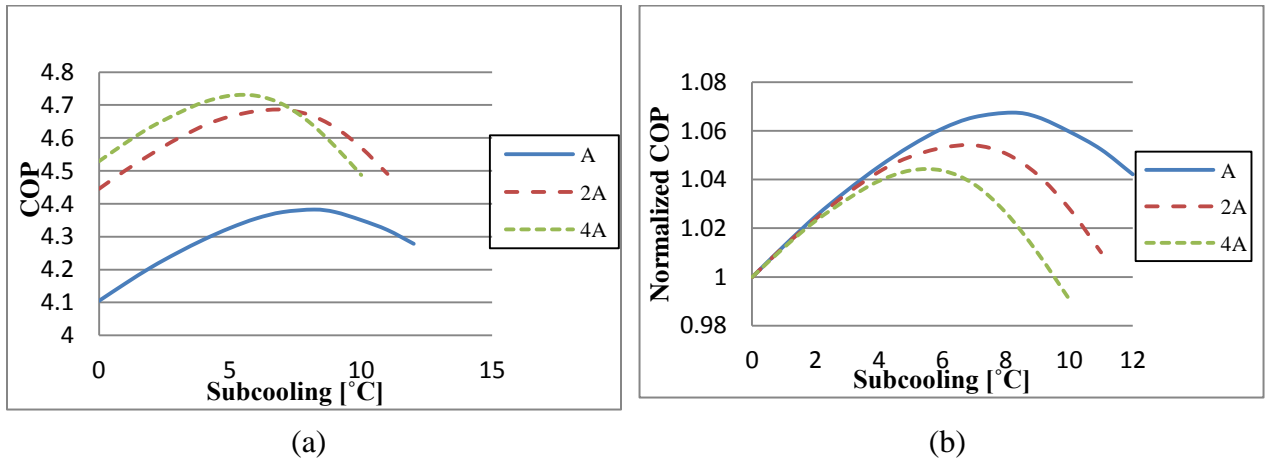 4.8
4.7
4.6
4.5
4.4
4.3
4.2
4.1
4
COP
0 5 10 15
Subcooling [˚C]
A
2A
4A
(a)
1.08
1.06
1.04
1.02
1
0.98
Normalized COP
0 2 4 6 8 10 12
Subcooling [˚C]
A
2A
4A
(b)